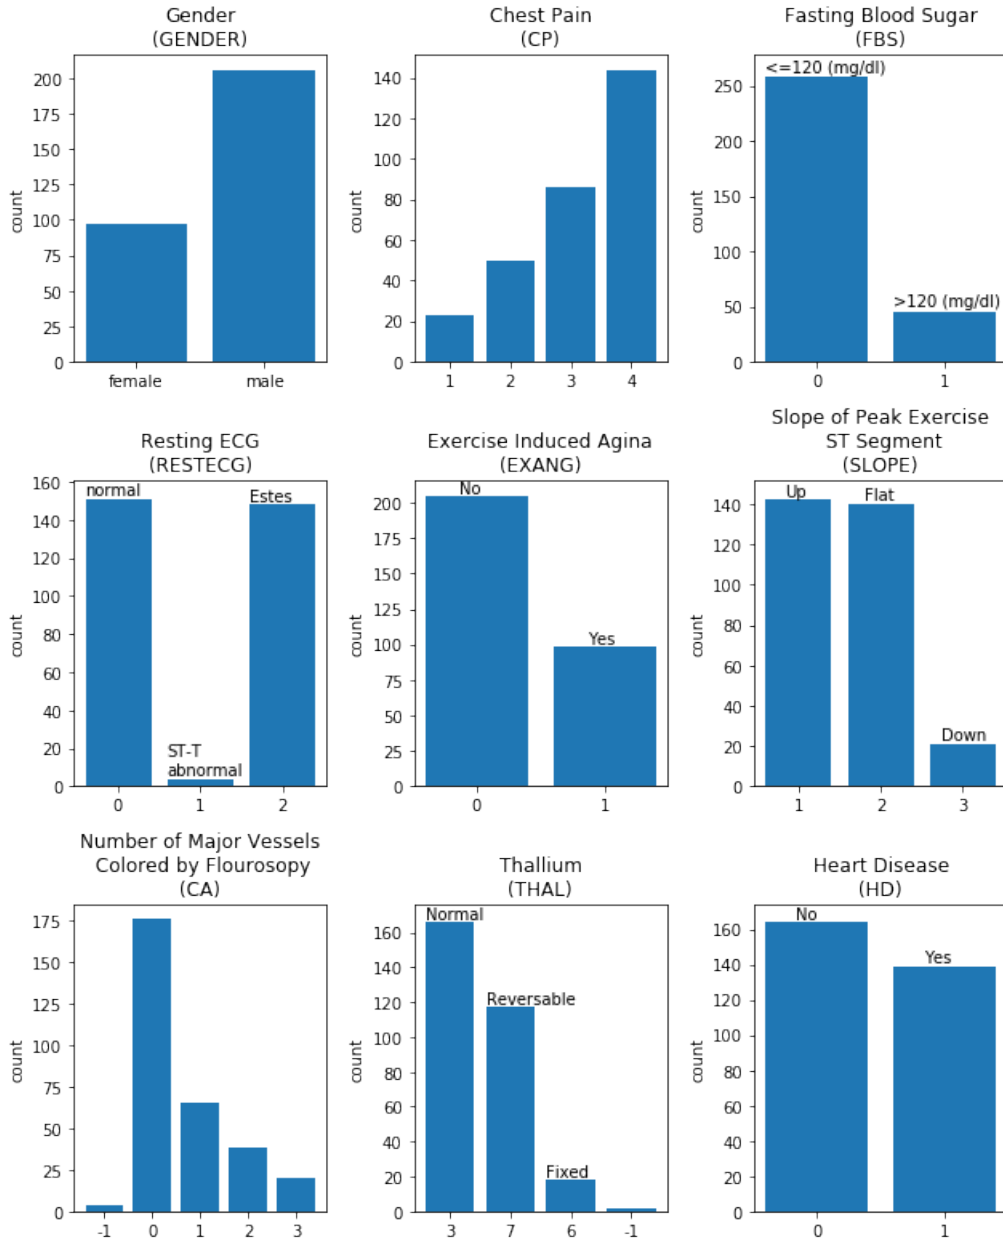 Gender
(GENDER)
Chest Pain
(CP)
Fasting Blood Sugar
(FBS)
count
200
175
150
125
100
75
50
25
0
female male
count
140
120
100
80
60
40
20
0
1 2 3 4
count
250
200
150
100
50
0
<=120 (mg/dl)
>120 (mg/dl)
0 1
Resting ECG
(RESTECG)
Exercise Induced Agina
(EXANG)
Slope of Peak Exercise
ST Segment
(SLOPE)
count
160
140
120
100
80
60
40
20
0
normal
ST-T
abnormal
Estes
0 1 2
count
200
175
150
125
100
75
50
25
0
No
Yes
0 1
count
140
120
100
80
60
40
20
0
Up
Flat
Down
1 2 3
Number of Major Vessels
Colored by Flourosopy
(CA)
Thallium
(THAL)
Heart Disease
(HD)
count
175
150
125
100
75
50
25
0
-1 0 1 2 3
count
160
140
120
100
80
60
40
20
0
Normal
Reversable
Fixed
3 7 6 -1
count
160
140
120
100
80
60
40
20
0
No
Yes
0 1